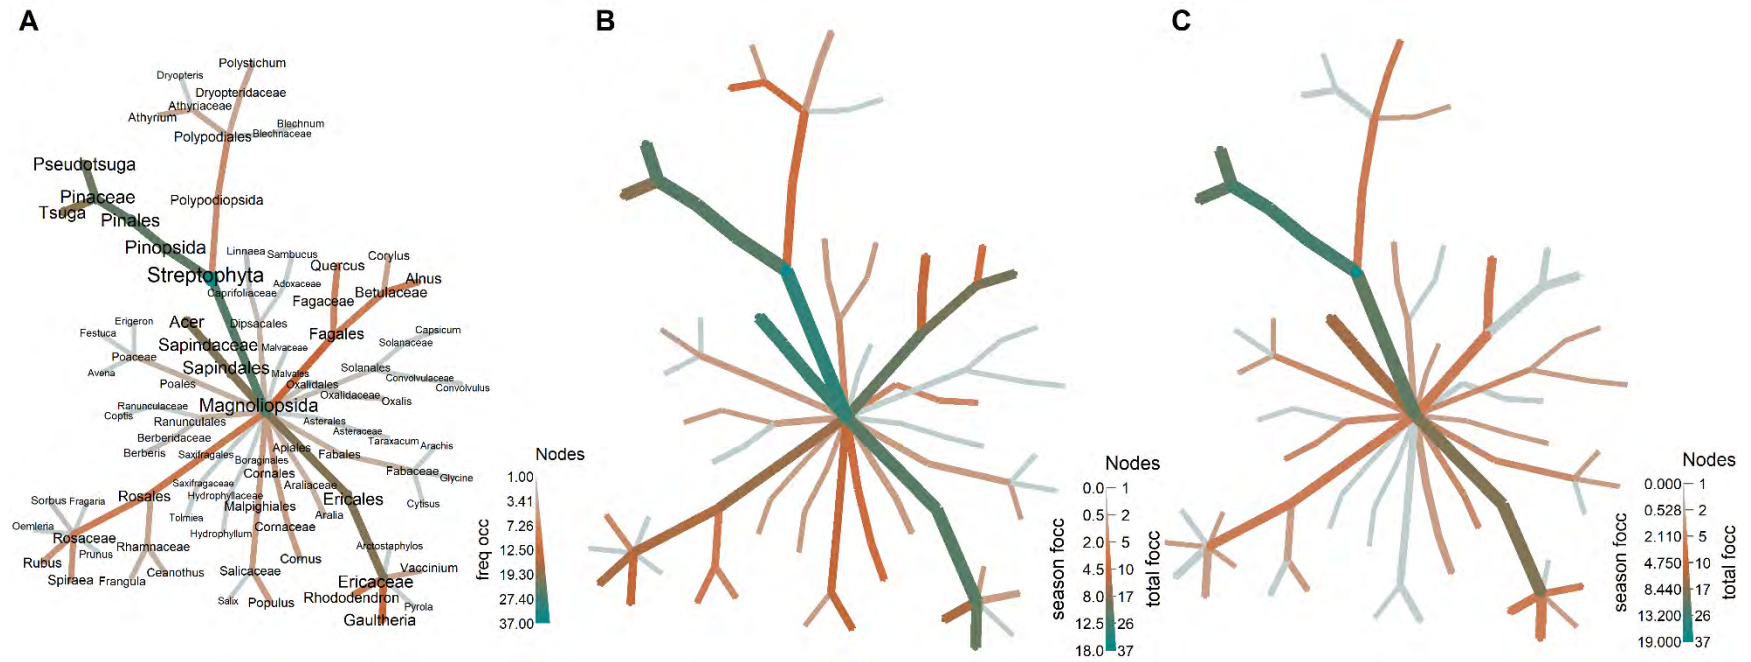 A
B
C
Polystichum
Dryopteris
Dryopteridaceae
Athyriaceae
Athyrium
Blechnum
Polypodiales
Blechnaceae
Pseudotsuga
Pinaceae
Tsuga
Polypodiopsida
Pinales
Pinopsida
Linnaea
Sambucus
Corylus
Quercus
Streptophyta
Adoxaceae
Alnus
Caprifoliaceae
Betulaceae
Fagaceae
Erigeron
Acer
Dipsacales
Festuca
Fagales
Capsicum
Sapindaceae
Malvaceae
Solanaceae
Poaceae
Sapindales
Solanales
Avena
Malvales
Convolvulaceae
Poales
Oxalidales
Convolvulus
Oxalidaceae
Oxalis
Ranunculaceae
Magnoliopsida
Coptis
Ranunculales
Asterales
Berberidaceae
Asteraceae
Taraxacum
Arachis
Berberis
Saxifragales
Apiales
Fabales
Boraginales
Cornales
Fabaceae
Glycine
Saxifragaceae
Araliaceae
Rosales
Hydrophyllaceae
Ericales
Sorbus
Fragaria
Malpighiales
Cytisus
Tolmiea
Aralia
Oemleria
Cornaceae
Hydrophyllum
Rosaceae
Rhamnaceae
Arctostaphylos
Prunus
Cornus
Rubus
Salicaceae
Vaccinium
Spiraea
Frangula
Ceanothus
Ericaceae
Salix
Populus
Rhododendron
Pyrola
Gaultheria
Nodes
freq occ
1.00
3.41
7.26
12.50
19.30
27.40
37.00
Nodes
season focc
total focc
0.0 1
0.5 2
2.0 5
4.5 10
8.0 17
12.5 26
18.0 37
Nodes
season focc
total focc
0.000 1
0.528 2
2.110 5
4.750 10
8.440 17
13.200 26
19.000 37